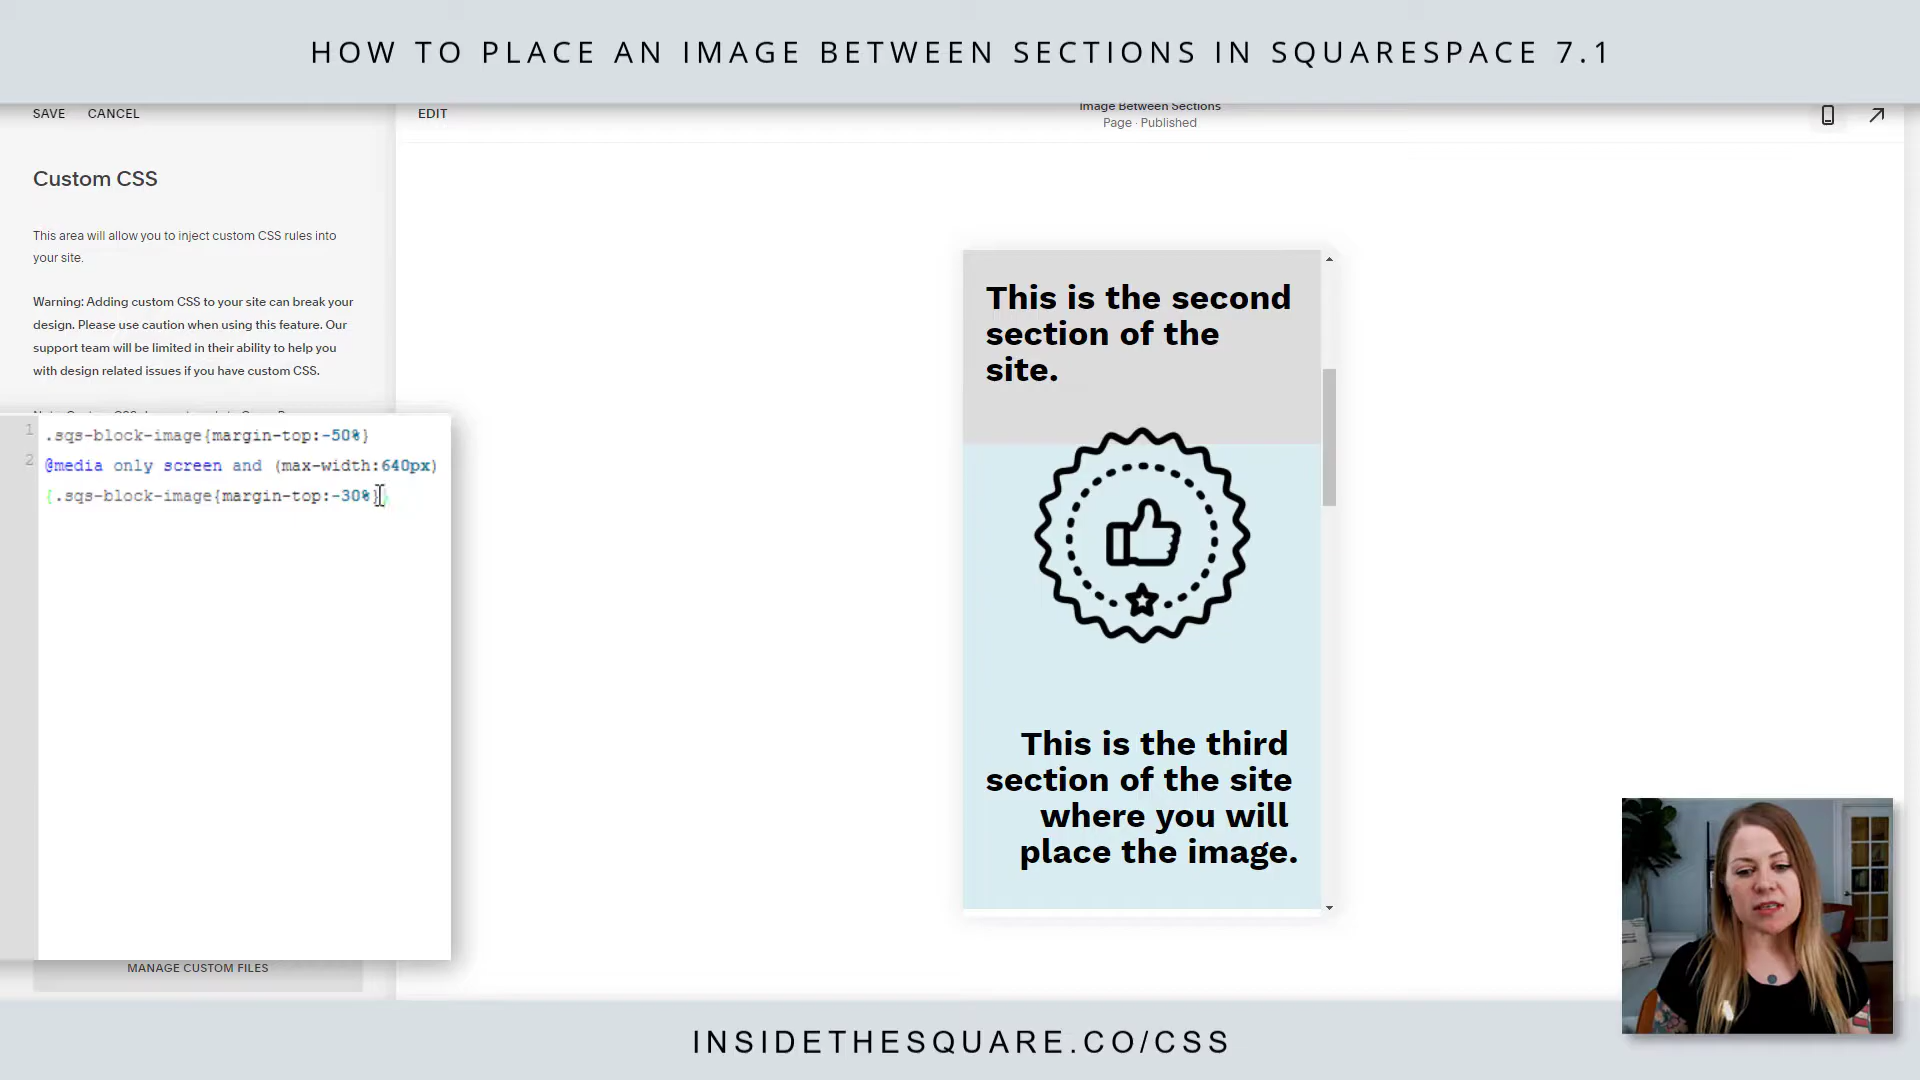 HOW TO PLACE AN IMAGE BETWEEN SECTIONS IN SQUARESPACE 7.1
SAVE CANCEL
EDIT
Image Between Sections
Page · Published
Custom CSS
This area will allow you to inject custom CSS rules into
your site.
Warning: Adding custom CSS to your site can break your
design. Please use caution when using this feature. Our
support team will be limited in their ability to help you
with design related issues if you have custom CSS.
1 .sqs-block-image{margin-top:-50%}
2 @media only screen and (max-width:640px)
{.sqs-block-image{margin-top:-30%}}
MANAGE CUSTOM FILES
This is the second
section of the
site.
This is the third
section of the site
where you will
place the image.
INSIDETHESQUARE.CO/CSS